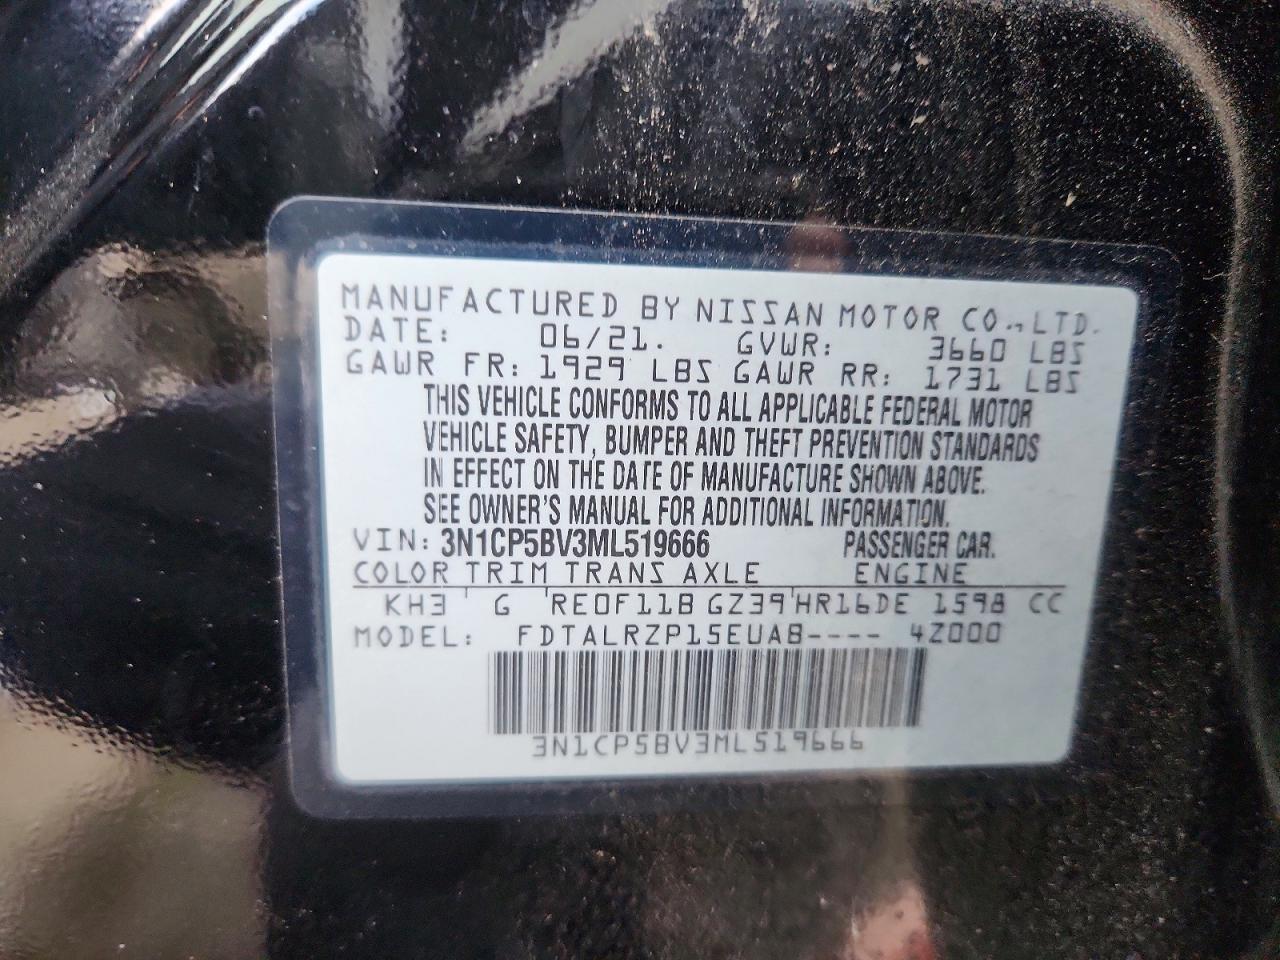 MANUFACTURED BY NISSAN MOTOR CO., LTD.
DATE: 06/21. GVWR: 3660 LBS
GAWR FR: 1929 LBS GAWR RR: 1731 LBS
THIS VEHICLE CONFORMS TO ALL APPLICABLE FEDERAL MOTOR
VEHICLE SAFETY, BUMPER AND THEFT PREVENTION STANDARDS
IN EFFECT ON THE DATE OF MANUFACTURE SHOWN ABOVE.
SEE OWNER'S MANUAL FOR ADDITIONAL INFORMATION.
VIN: 3N1CP5BV3ML519666 PASSENGER CAR.
COLOR TRIM TRANS AXLE ENGINE
KH3 ' G 'RE0F11B GZ39'HR16DE 1598 CC
MODEL: FDTALRZP15EUAB---- 4Z000
3N1CP5BV3ML519666